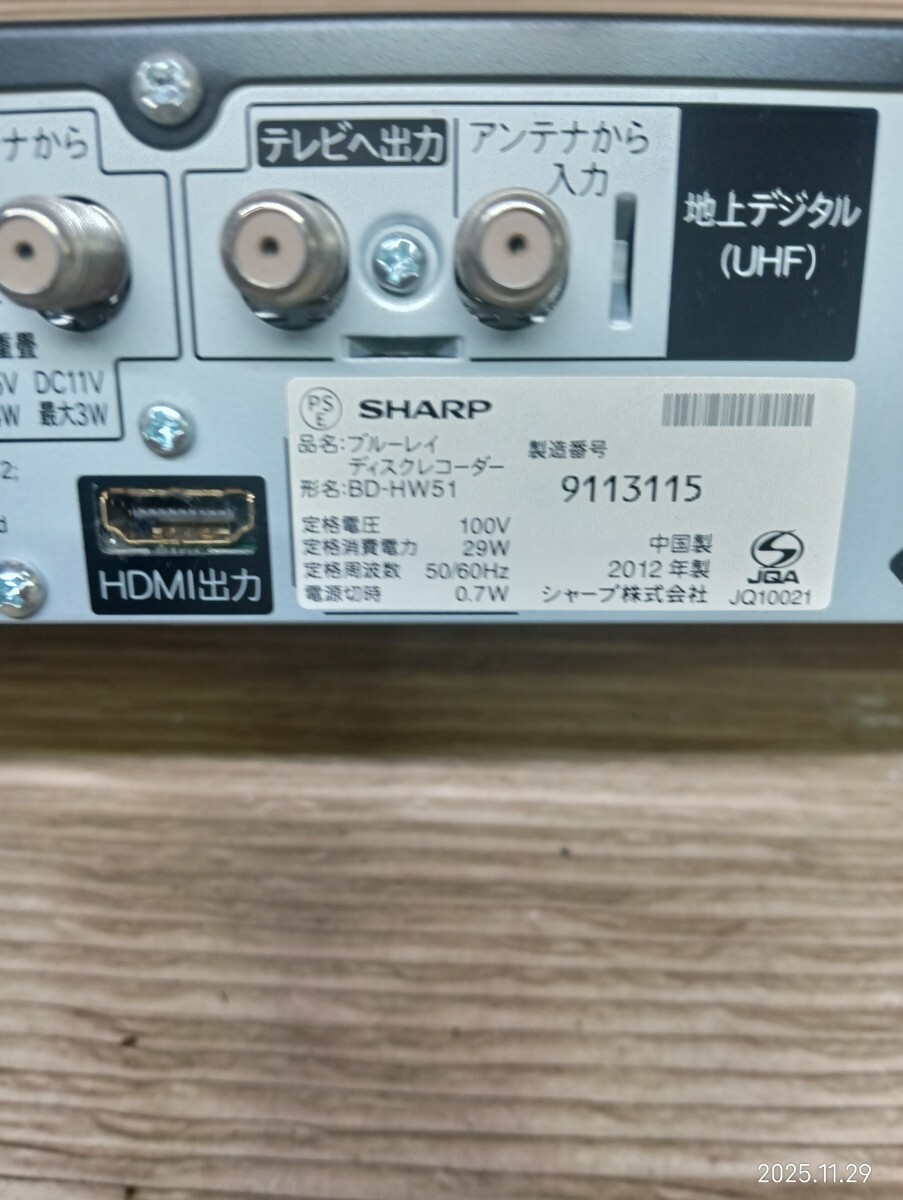 ナから
テレビへ出力
アンテナから
入力
地上デジタル
(UHF)
重畳
5V DC11V
W 最大3W
2;
d
HDMI出力
PS
E
SHARP
品名:ブルーレイ
ディスクレコーダー
形名:BD-HW51
製造番号
9113115
定格電圧 100V
定格消費電力 29W
定格周波数 50/60Hz
電源切時 0.7W
中国製
2012 年製
シャープ株式会社
JQA
JQ10021
2025.11.29